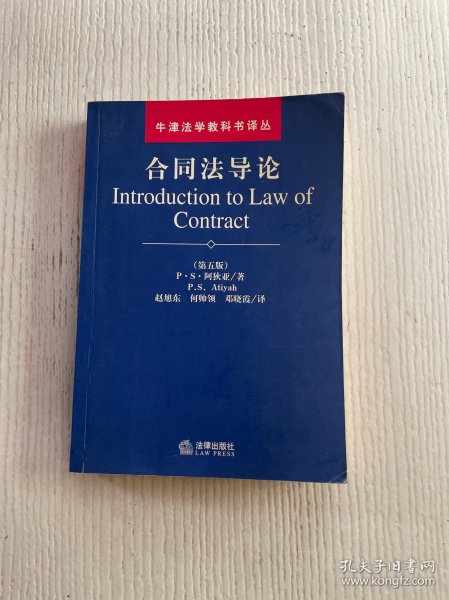 牛津法学教科书译丛
合同法导论
Introduction to Law of
Contract
（第五版）
P·S·阿狄亚/著
P.S. Atiyah
赵旭东 何帅领 邓晓霞/译
法律出版社
LAW PRESS
孔夫子旧书网
www.kongfz.com